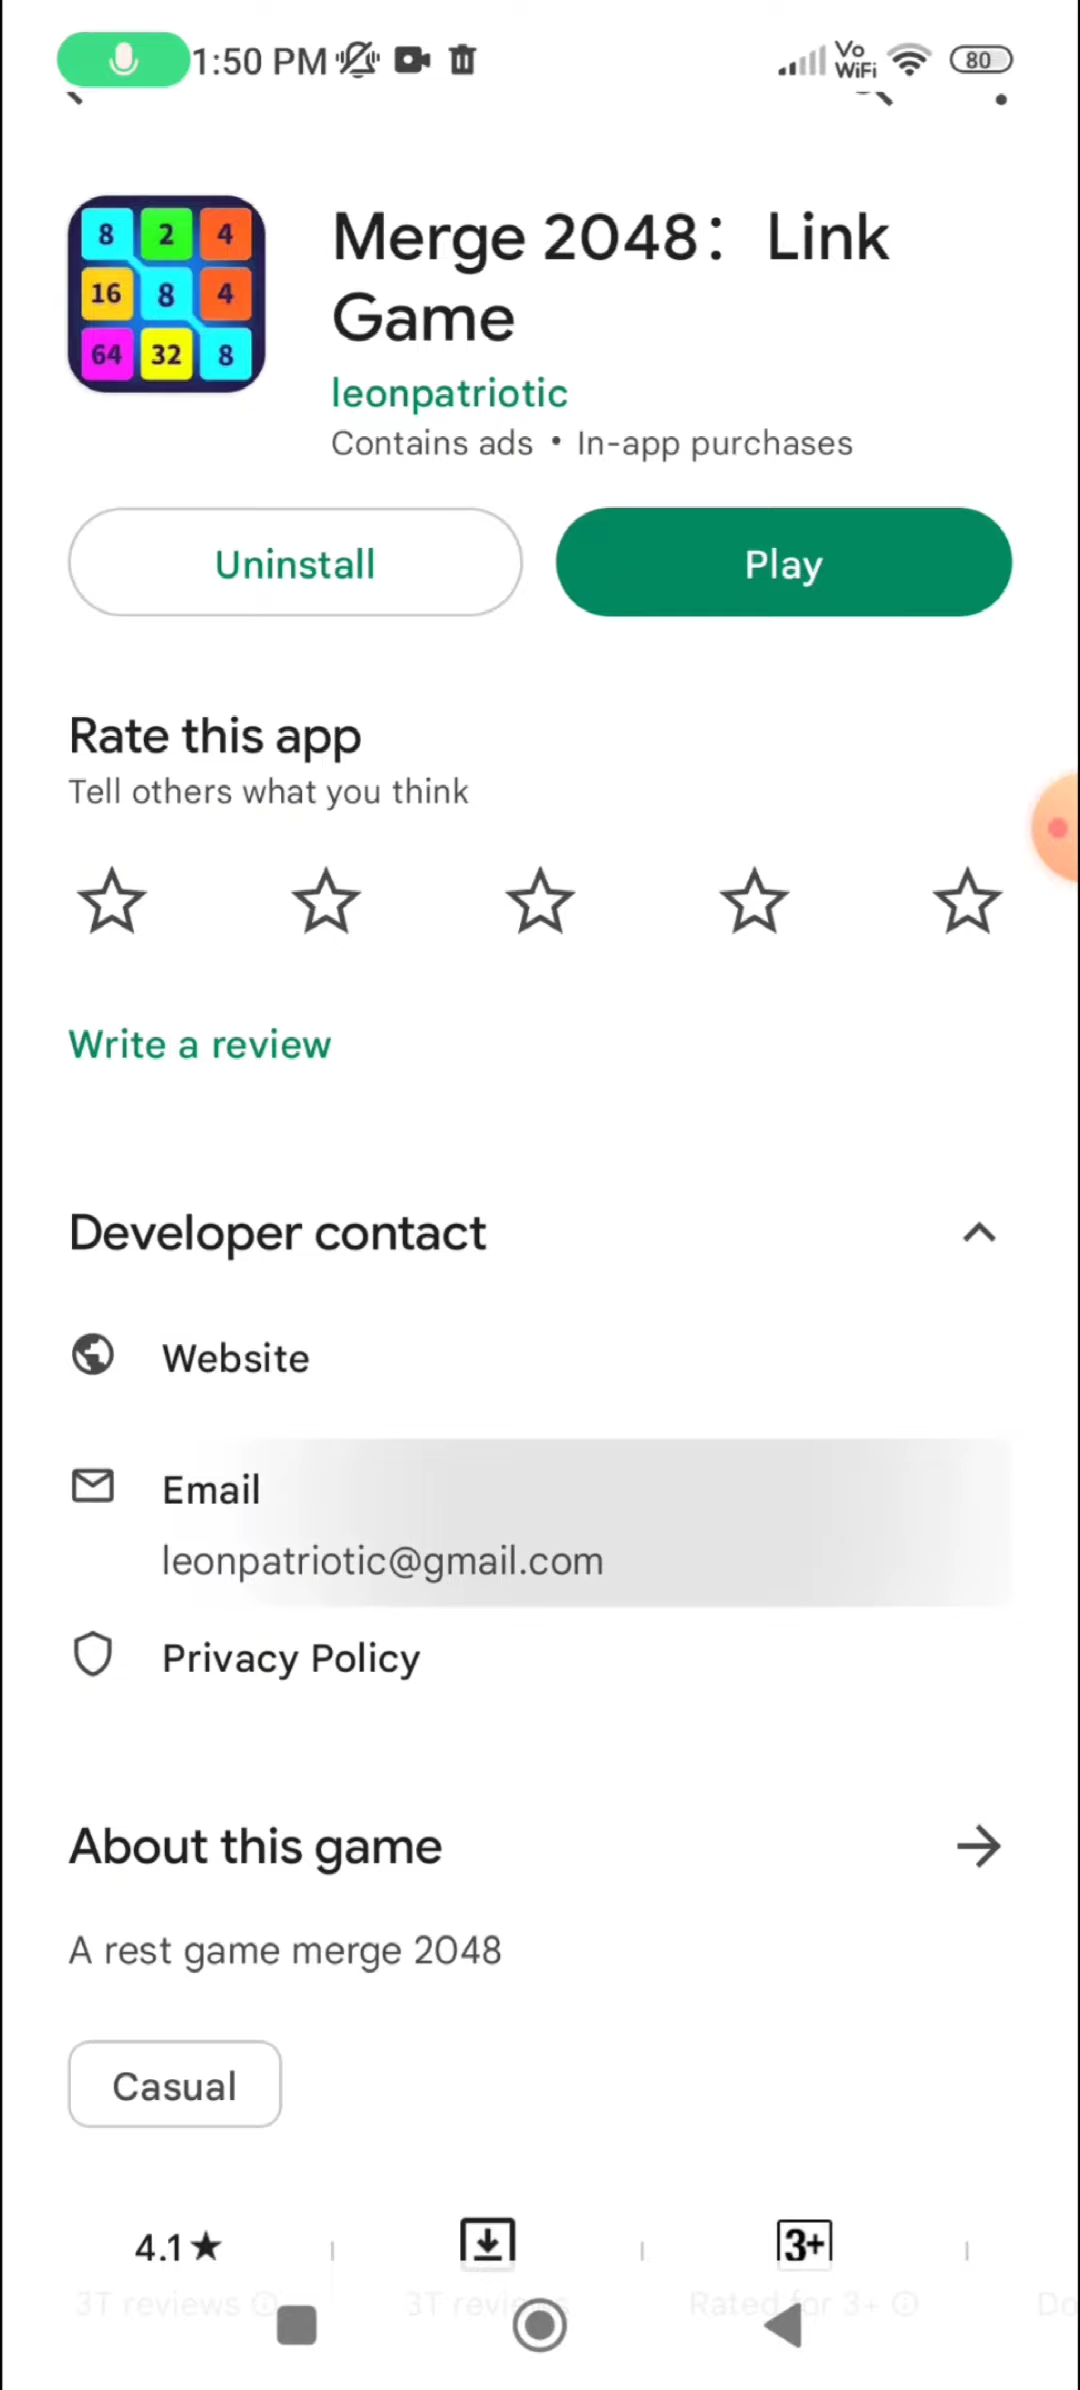 1:50 PM
Vo
WiFi
80
8 2 4
16 8 4
64 32 8
Merge 2048： Link
Game
leonpatriotic
Contains ads • In-app purchases
Uninstall
Play
Rate this app
Tell others what you think
Write a review
Developer contact
Website
Email
leonpatriotic@gmail.com
Privacy Policy
About this game
A rest game merge 2048
Casual
4.1★
3+
3T reviews
3T
Rated for 3+